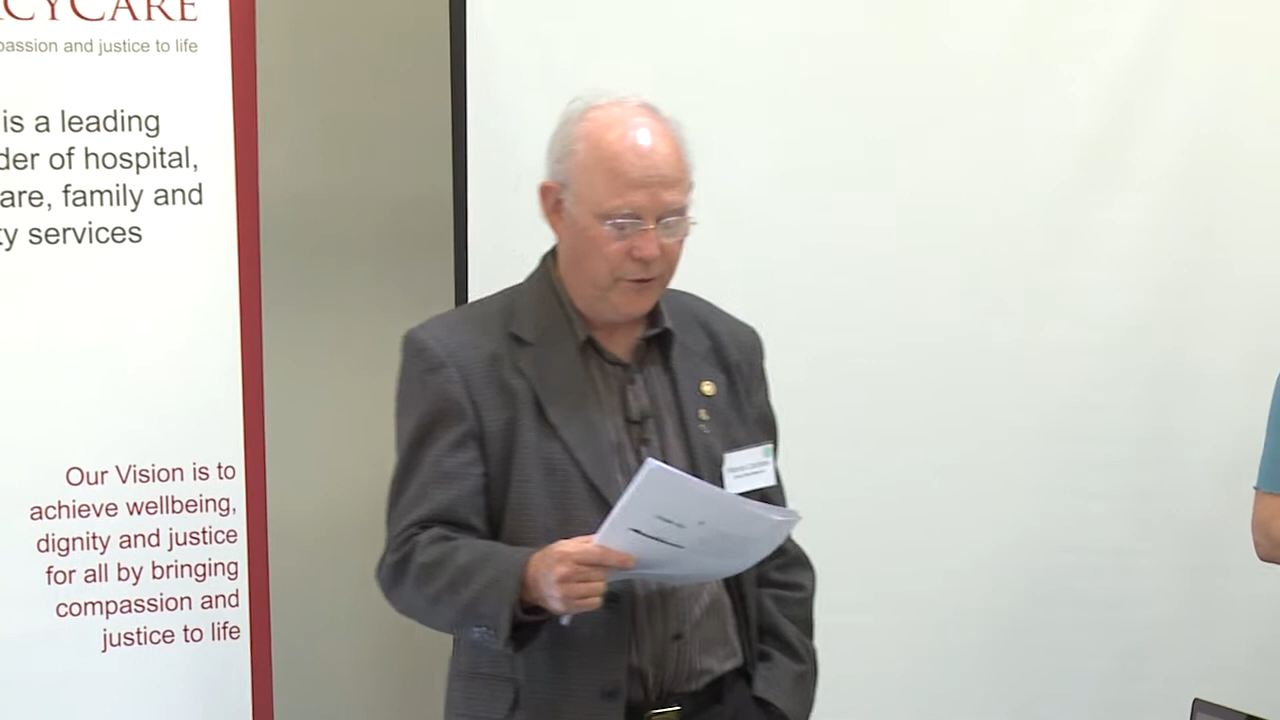 CYCARE
passion and justice to life
is a leading
der of hospital,
are, family and
ty services
Our Vision is to
achieve wellbeing,
dignity and justice
for all by bringing
compassion and
justice to life